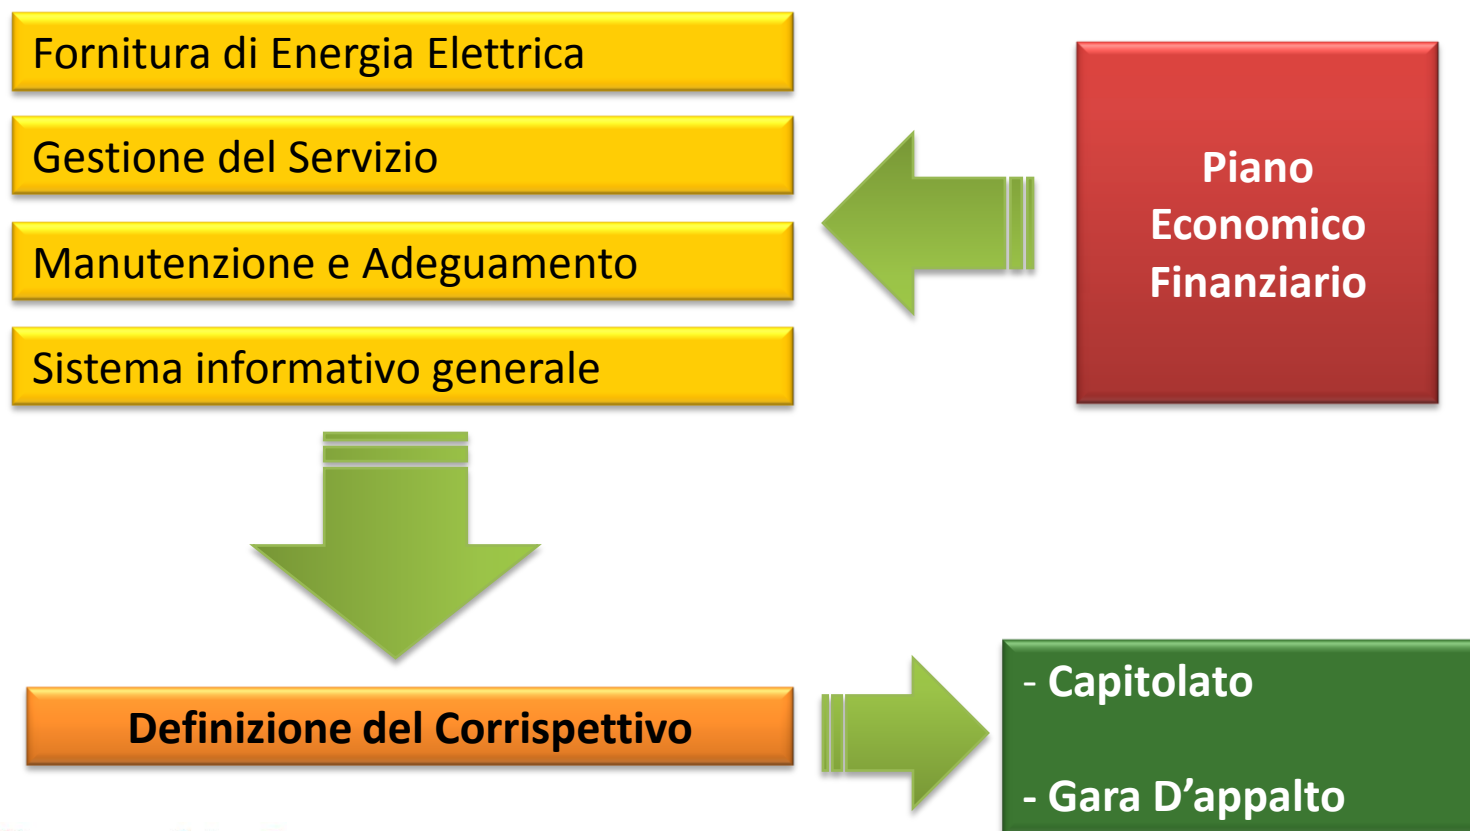 Fornitura di Energia Elettrica
Gestione del Servizio
Manutenzione e Adeguamento
Sistema informativo generale
Piano
Economico
Finanziario
Definizione del Corrispettivo
- Capitolato
- Gara D’appalto